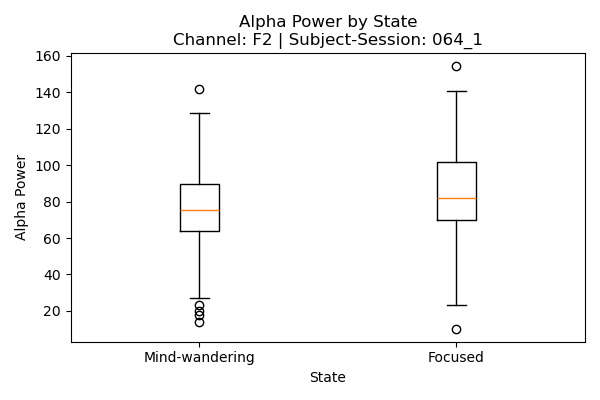 Alpha Power by State
Channel: F2 | Subject-Session: 064_1
160
140
120
100
80
60
40
20
Alpha Power
Mind-wandering
Focused
State